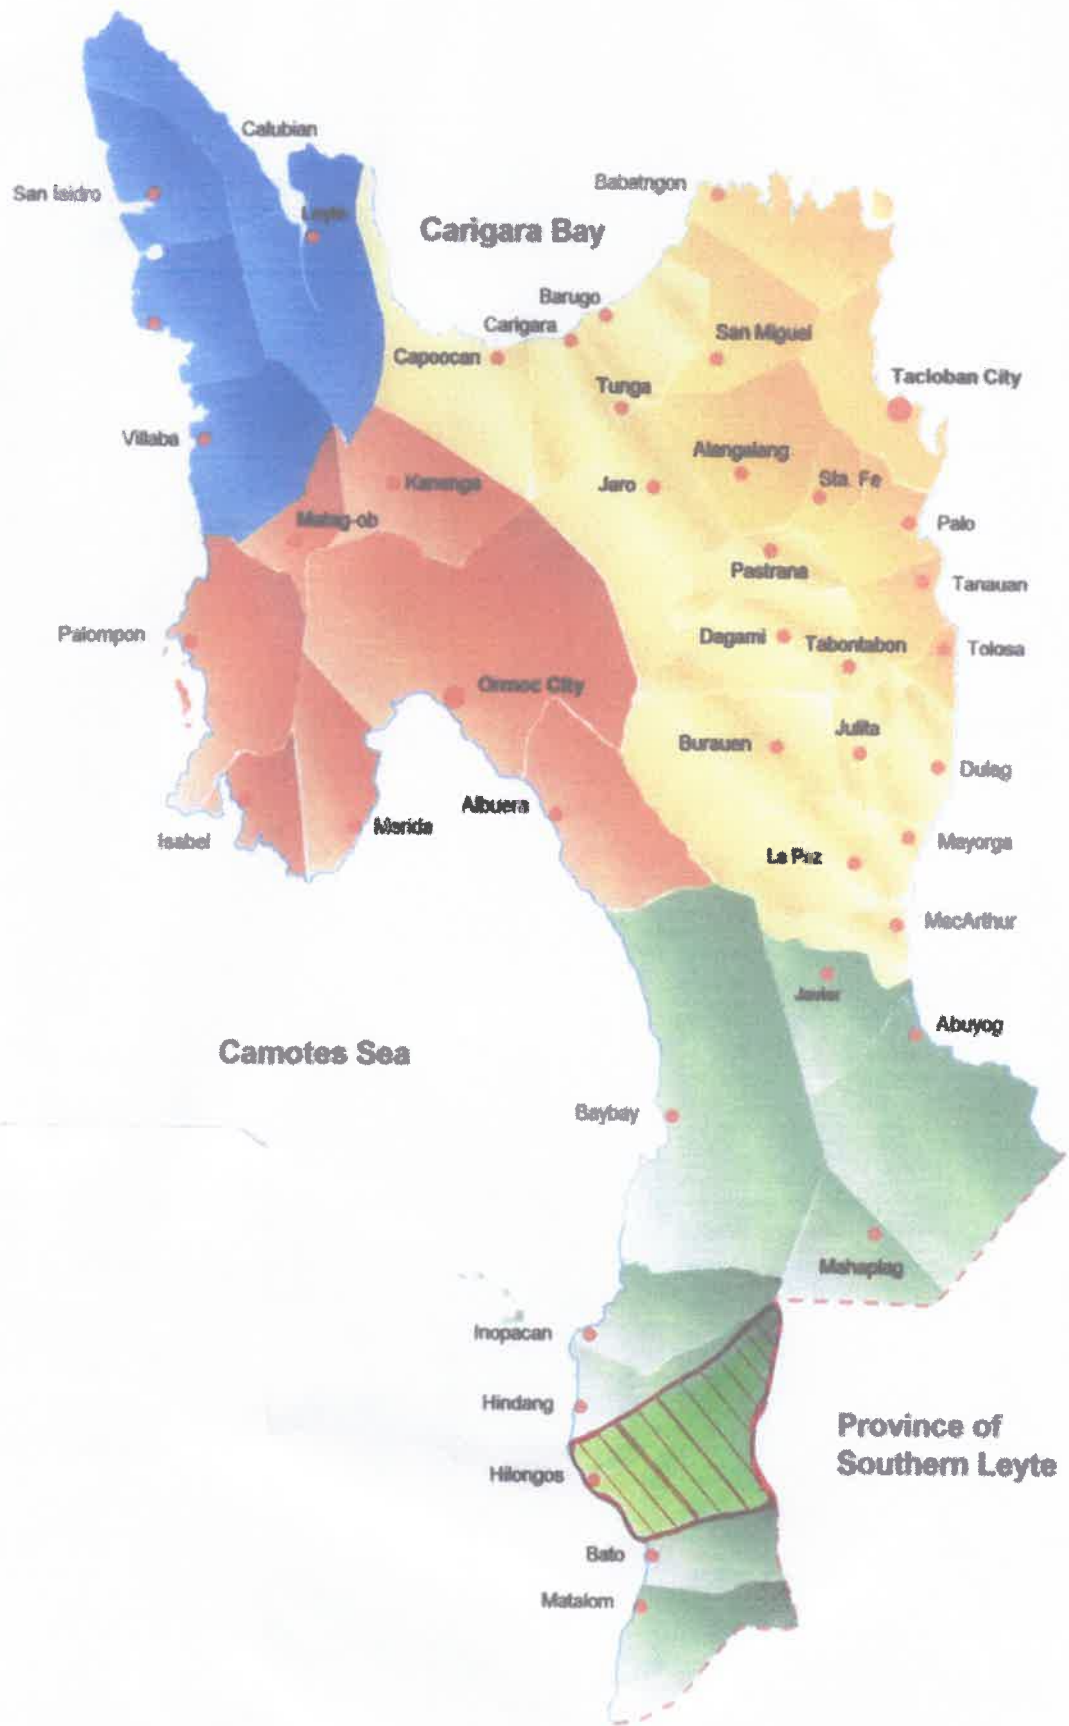 Calubian
San Isidro
Leyte
Carigara Bay
Babatngon
Barugo
Carigara
Capoocan
San Miguel
Tunga
Tacloban City
Villaba
Alangalang
Kananga
Jaro
Sta. Fe
Matag-ob
Palo
Pastrana
Tanauan
Palompon
Dagami
Tabontabon
Tolosa
Ormoc City
Burauen
Julita
Dulag
Albuera
Merida
Isabel
Mayorga
La Paz
MacArthur
Javier
Abuyog
Camotes Sea
Baybay
Mahaplag
Inopacan
Hindang
Province of
Southern Leyte
Hilongos
Bato
Matalom